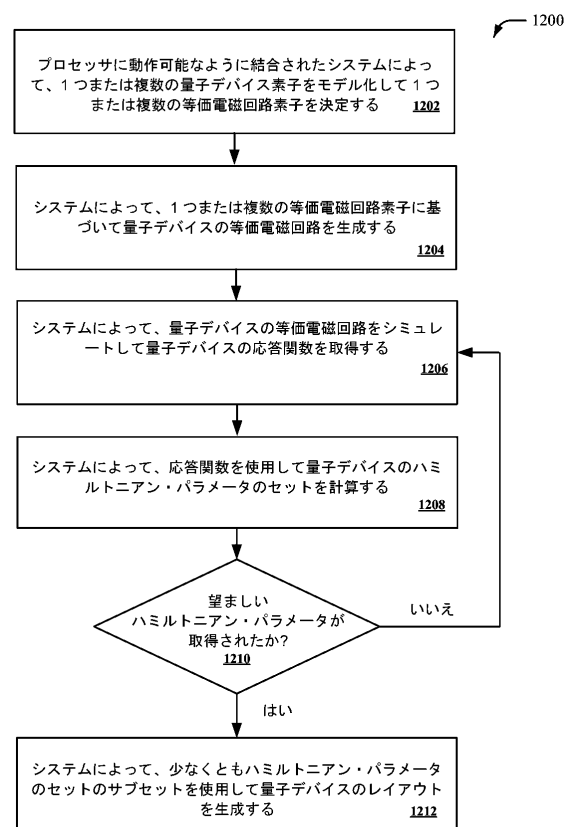 1200
プロセッサに動作可能なように結合されたシステムによっ
て、1つまたは複数の量子デバイス素子をモデル化して1つ
または複数の等価電磁回路素子を決定する 1202
システムによって、1つまたは複数の等価電磁回路素子に基
づいて量子デバイスの等価電磁回路を生成する
1204
システムによって、量子デバイスの等価電磁回路をシミュレ
ートして量子デバイスの応答関数を取得する
1206
システムによって、応答関数を使用して量子デバイスのハミ
ルトニアン・パラメータのセットを計算する
1208
望ましい
ハミルトニアン・パラメータが
取得されたか?
1210
いいえ
はい
システムによって、少なくともハミルトニアン・パラメータ
のセットのサブセットを使用して量子デバイスのレイアウト
を生成する 1212